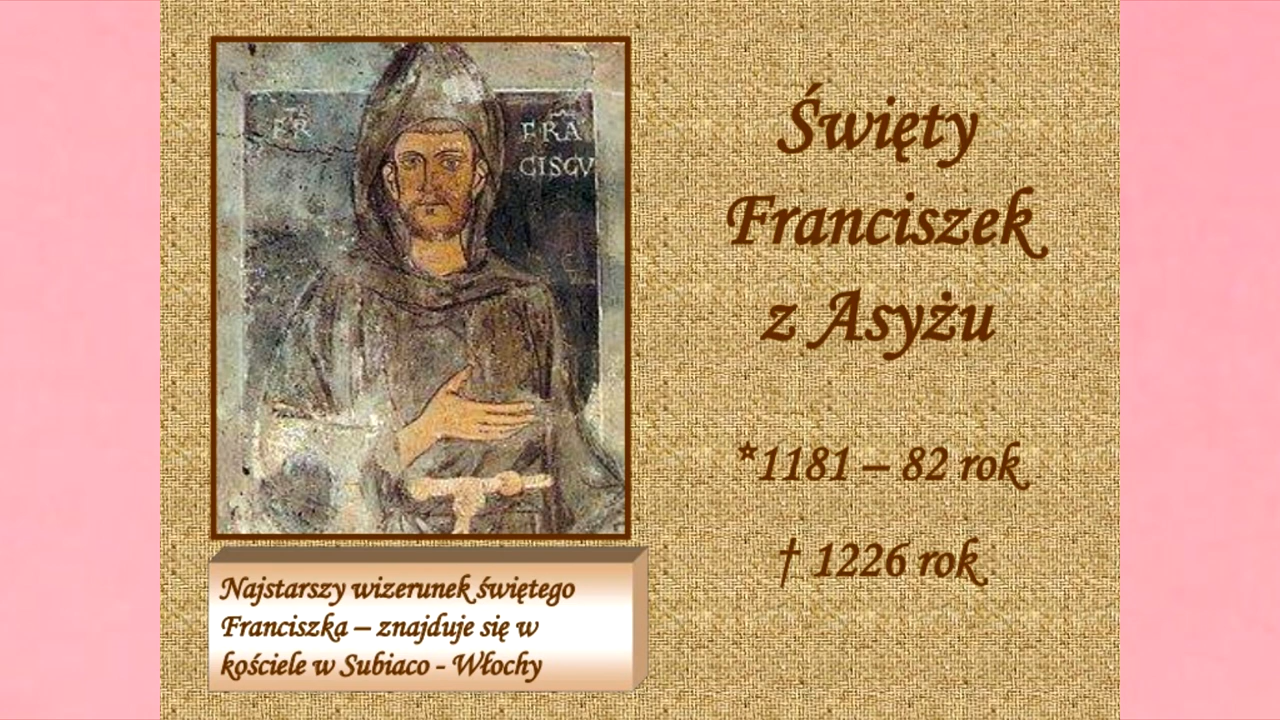 FR
FRA
CISCV
Święty
Franciszek
z Asyżu
*1181 – 82 rok
† 1226 rok
Najstarszy wizerunek świętego
Franciszka – znajduje się w
kościele w Subiaco - Włochy